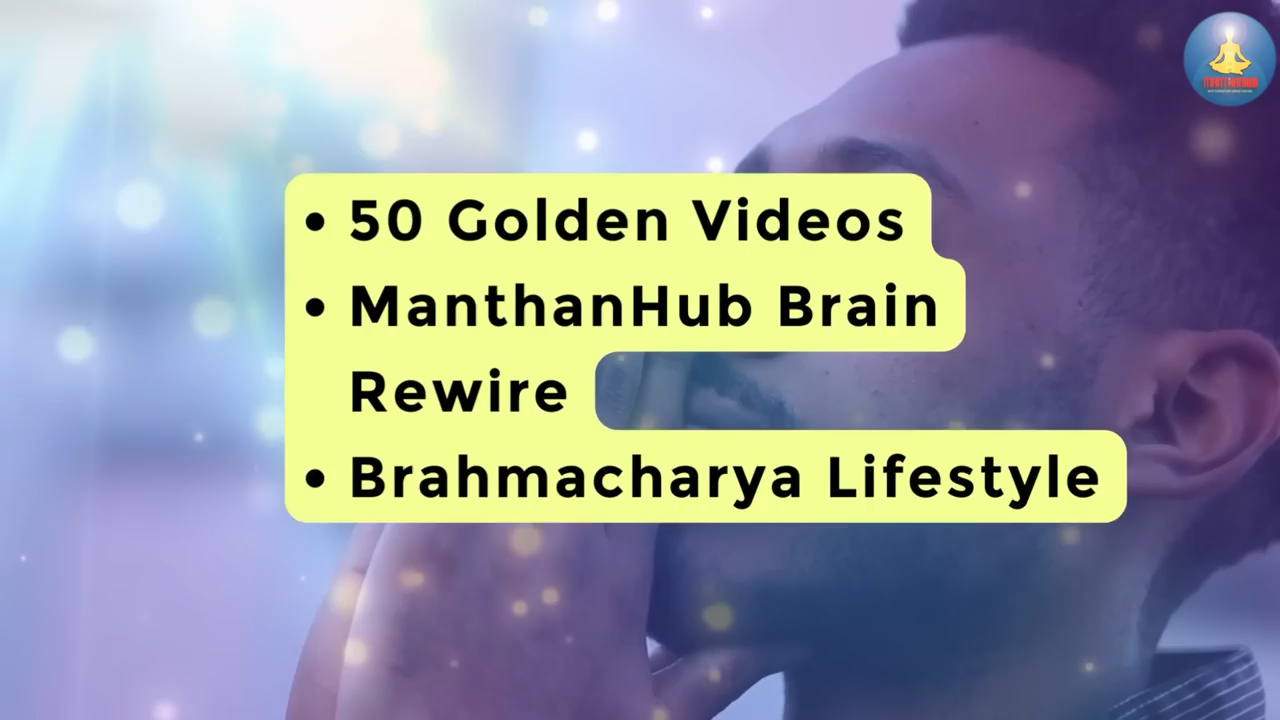 • 50 Golden Videos
• ManthanHub Brain
Rewire
• Brahmacharya Lifestyle